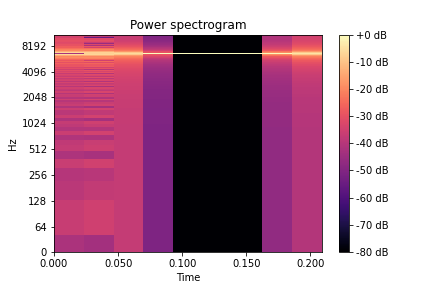 Power spectrogram
Hz
8192
4096
2048
1024
512
256
128
64
0
0.000 0.050 0.100 0.150 0.200
Time
+0 dB
-10 dB
-20 dB
-30 dB
-40 dB
-50 dB
-60 dB
-70 dB
-80 dB